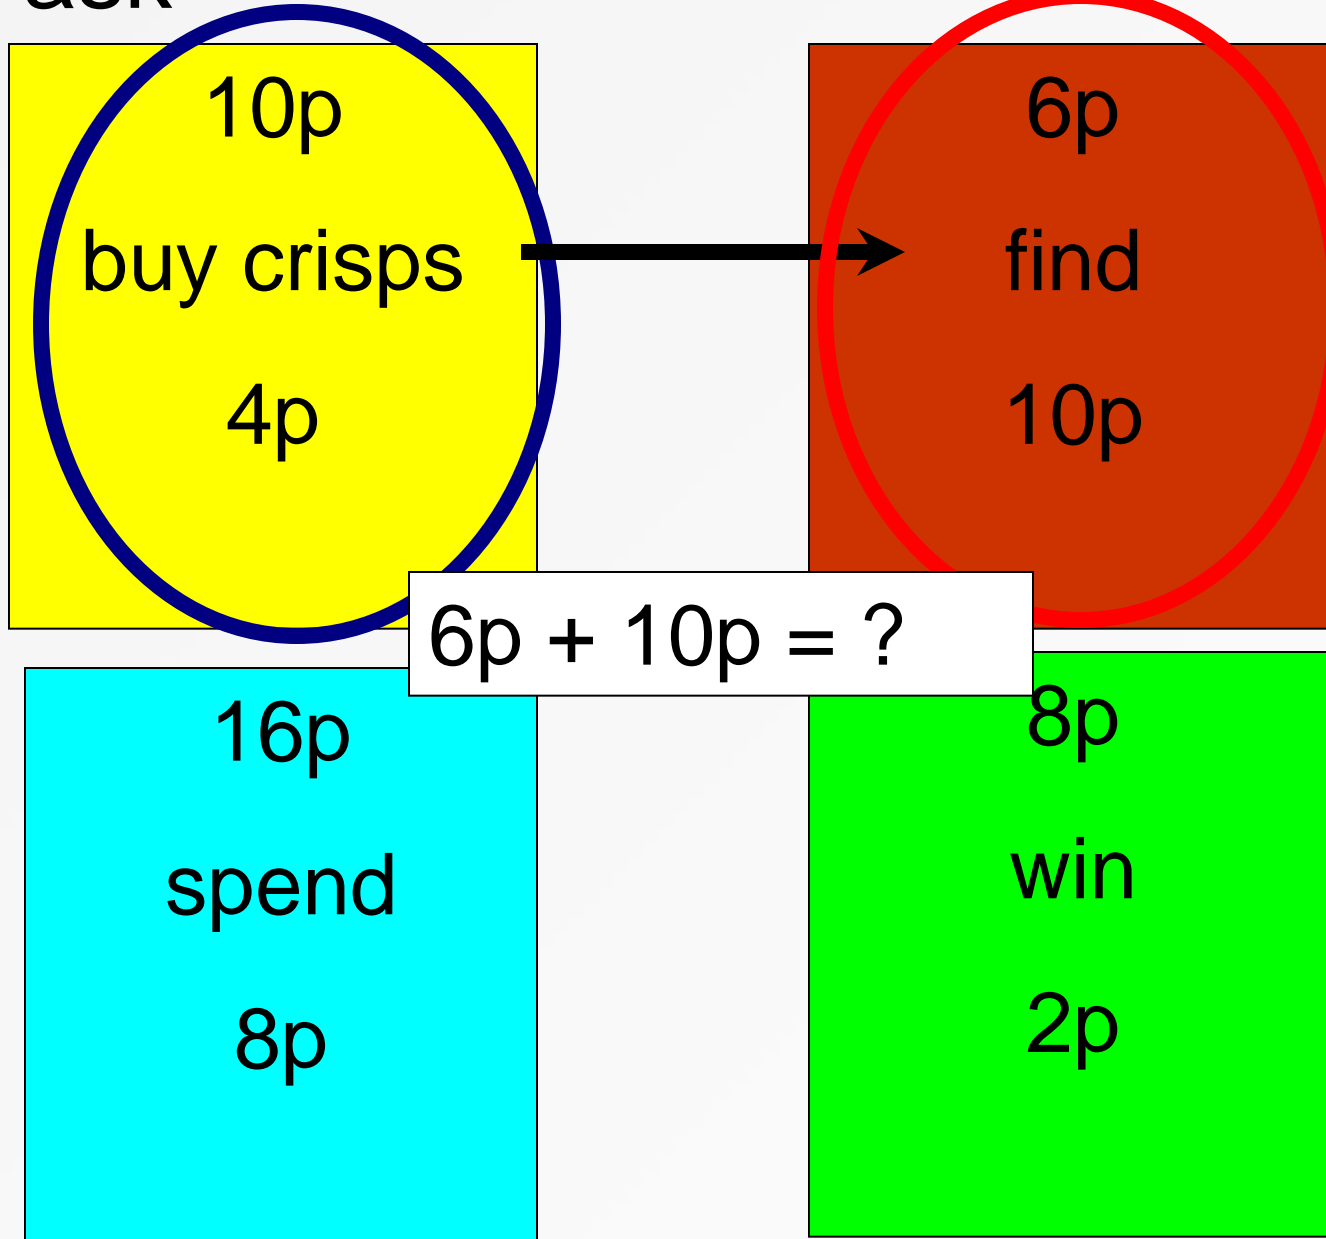 10p
buy crisps
4p
6p
find
10p
6p + 10p = ?
16p
spend
8p
8p
win
2p